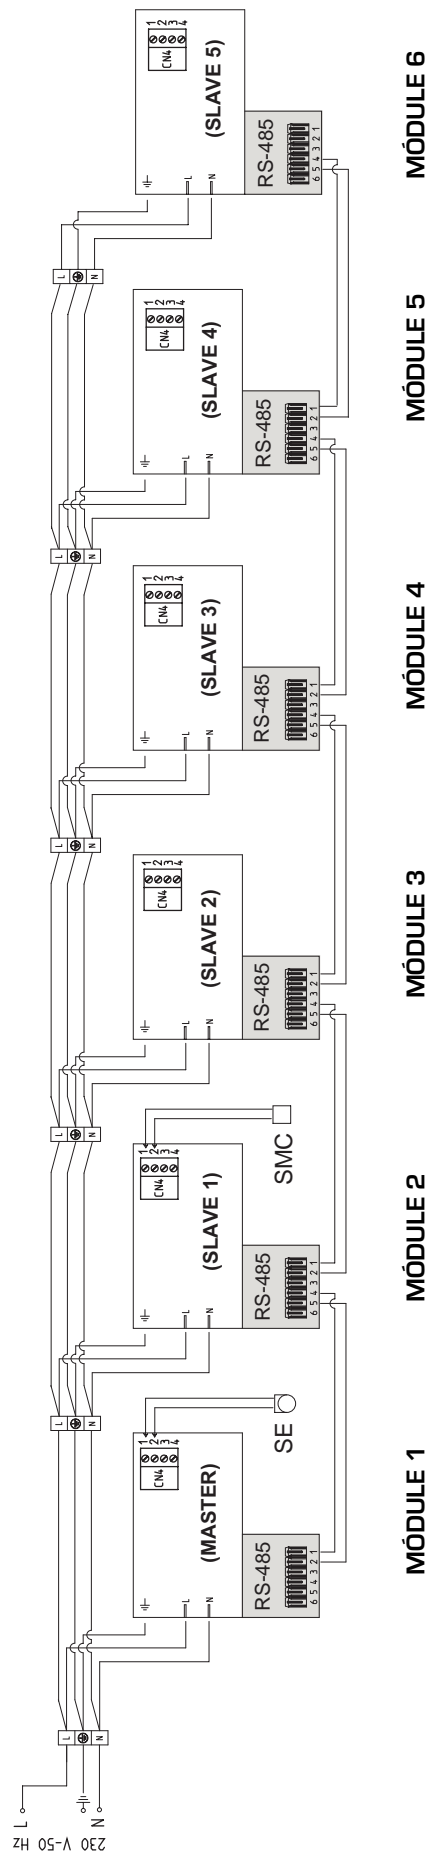 230 V-50 Hz
L
N
L
N
L
N
L
N
L
N
L
N
L
N
L
N
CN4
1
2
3
4
(MASTER)
RS-485
6 5 4 3 2 1
SE
MÓDULE 1
L
N
CN4
1
2
3
4
(SLAVE 1)
RS-485
6 5 4 3 2 1
SMC
MÓDULE 2
L
N
CN4
1
2
3
4
(SLAVE 2)
RS-485
6 5 4 3 2 1
MÓDULE 3
L
N
CN4
1
2
3
4
(SLAVE 3)
RS-485
6 5 4 3 2 1
MÓDULE 4
L
N
CN4
1
2
3
4
(SLAVE 4)
RS-485
6 5 4 3 2 1
MÓDULE 5
L
N
CN4
1
2
3
4
(SLAVE 5)
RS-485
6 5 4 3 2 1
MÓDULE 6